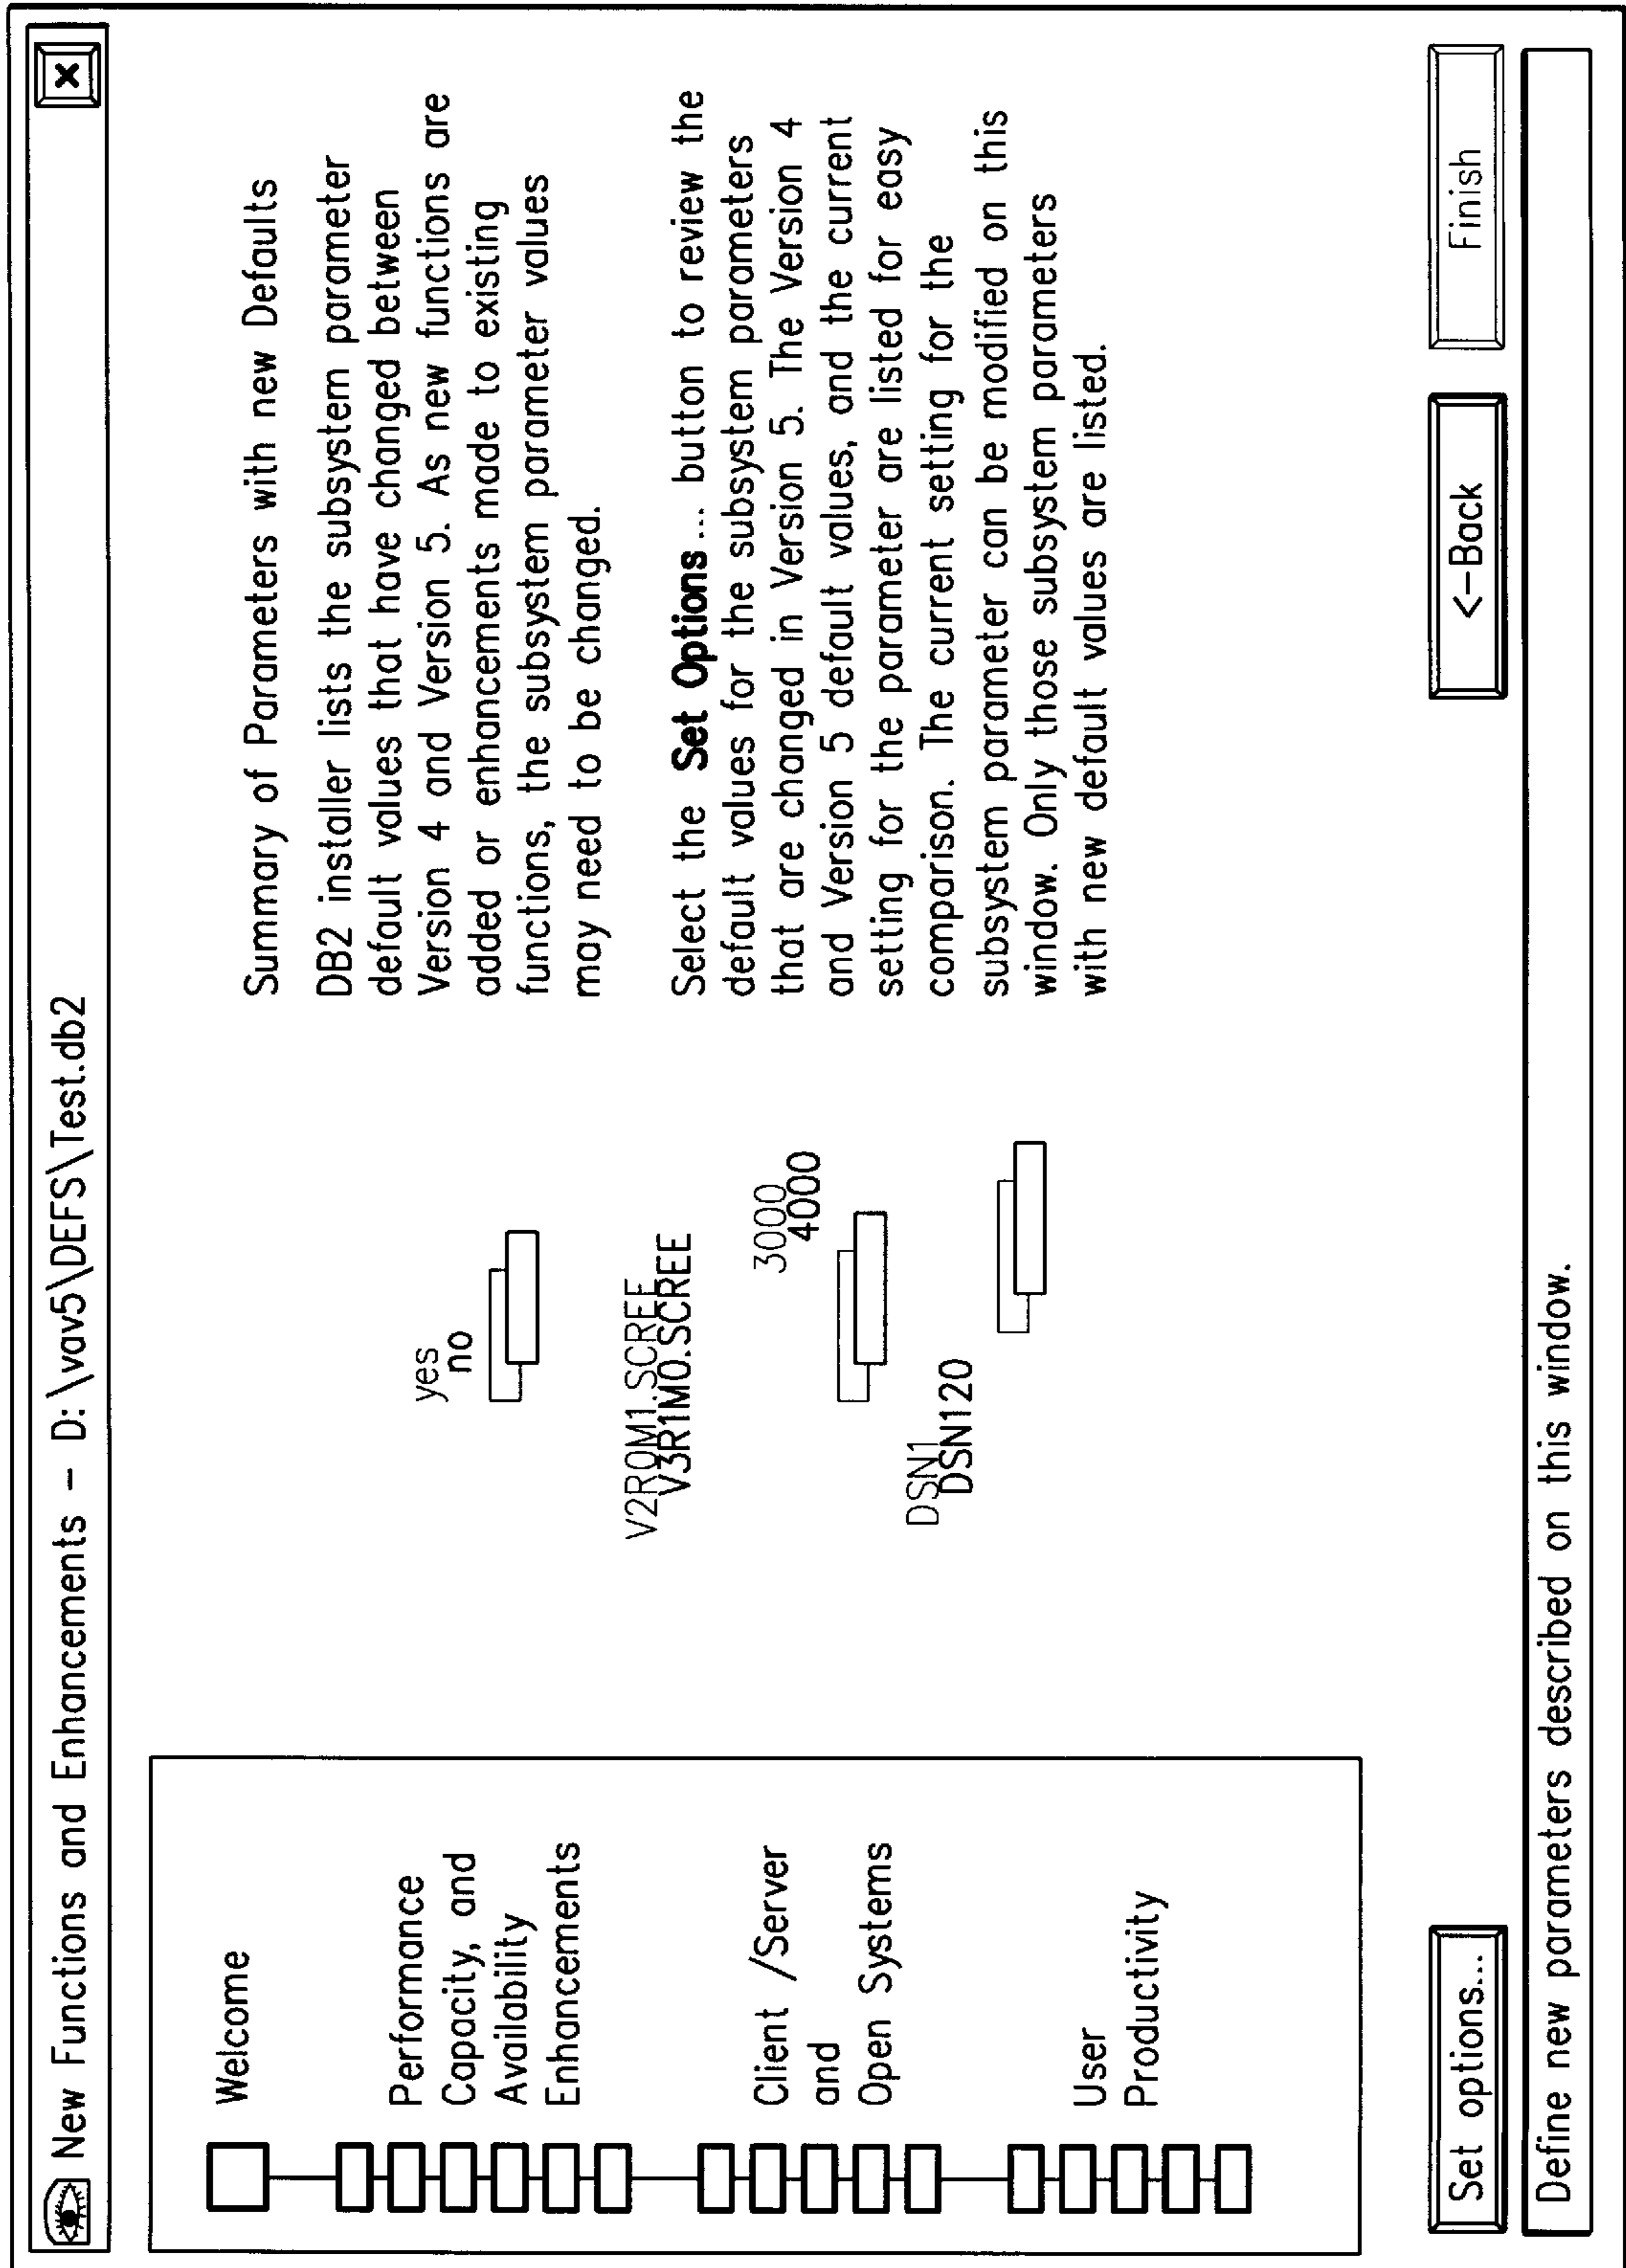 New Functions and Enhancements – D:\vav5\DEFS\Test.db2
Welcome
Performance
Capacity, and
Availability
Enhancements
Client /Server
and
Open Systems
User
Productivity
yes
no
V2R0M1.SCREE
V3R1M0.SCREE
3000
4000
DSN1
DSN120
Summary of Parameters with new Defaults
DB2 installer lists the subsystem parameter
default values that have changed between
Version 4 and Version 5. As new functions are
added or enhancements made to existing
functions, the subsystem parameter values
may need to be changed.
Select the Set Options... button to review the
default values for the subsystem parameters
that are changed in Version 5. The Version 4
and Version 5 default values, and the current
setting for the parameter are listed for easy
comparison. The current setting for the
subsystem parameter can be modified on this
window. Only those subsystem parameters
with new default values are listed.
Set options...
<-Back
Finish
Define new parameters described on this window.